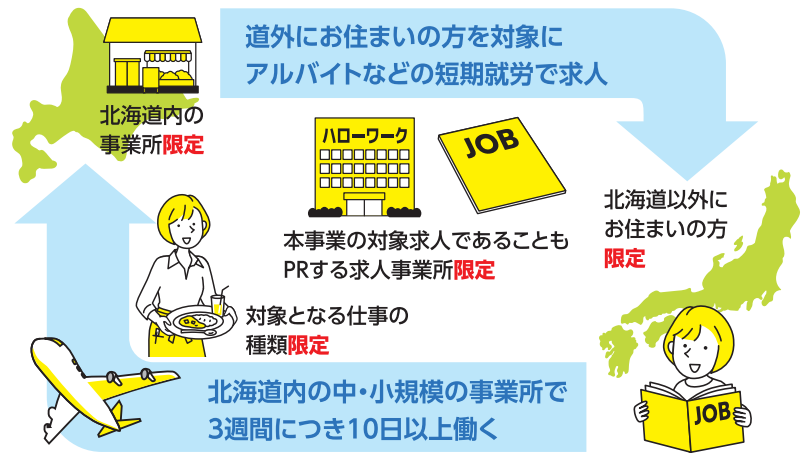 道外にお住まいの方を対象に
アルバイトなどの短期就労で求人
北海道内の
事業所限定
ハローワーク
JOB
本事業の対象求人であることも
PRする求人事業所限定
北海道以外に
お住まいの方
限定
対象となる仕事の
種類限定
JOB
北海道内の中・小規模の事業所で
3週間につき10日以上働く